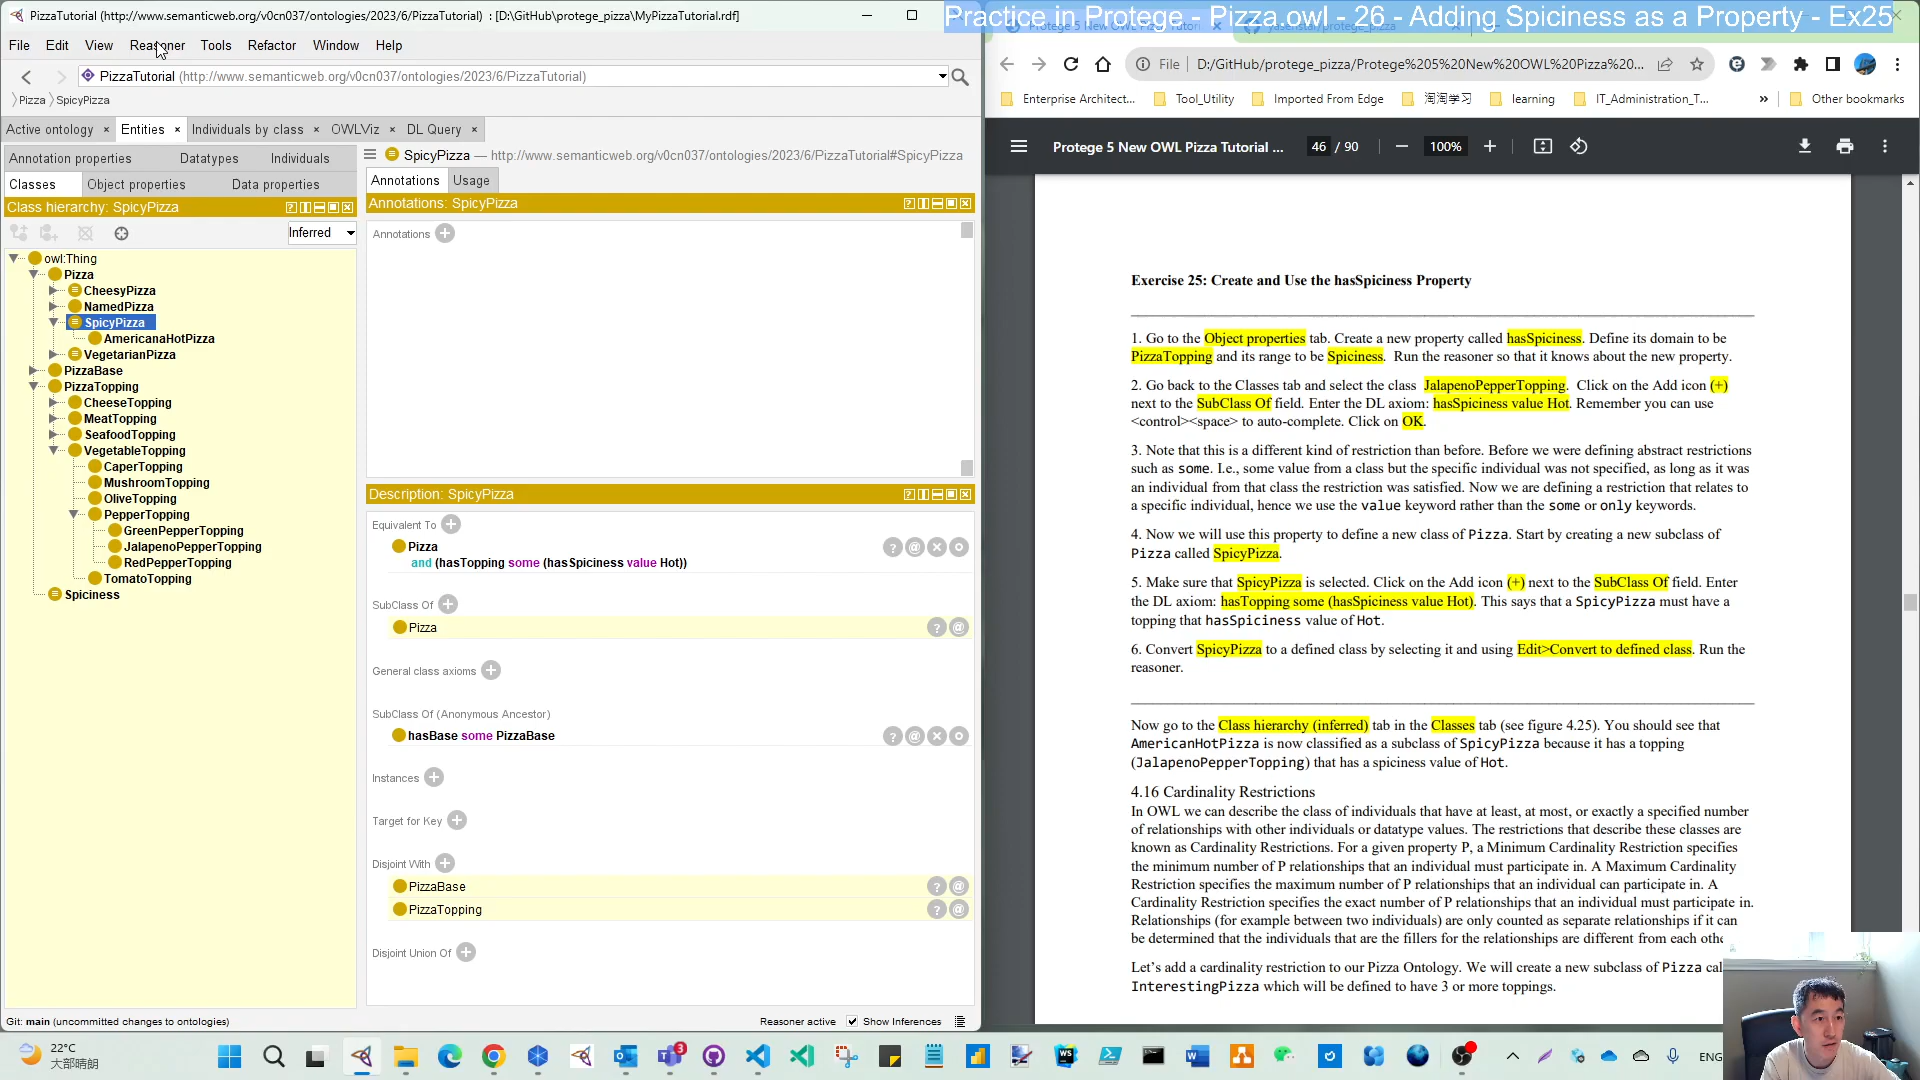 PizzaTutorial (http://www.semanticweb.org/v0cn037/ontologies/2023/6/PizzaTutorial) : [D:\GitHub\protege_pizza\MyPizzaTutorial.rdf]
Practice in Protege - Pizza.owl - 26 - Adding Spiciness as a Property - Ex25
File Edit View Reasoner Tools Refactor Window Help
PizzaTutorial (http://www.semanticweb.org/v0cn037/ontologies/2023/6/PizzaTutorial)
Pizza SpicyPizza
Active ontology × Entities × Individuals by class × OWLViz × DL Query ×
Annotation properties Datatypes Individuals
Classes Object properties Data properties
Class hierarchy: SpicyPizza
Inferred
owl:Thing
Pizza
CheesyPizza
NamedPizza
SpicyPizza
AmericanaHotPizza
VegetarianPizza
PizzaBase
PizzaTopping
CheeseTopping
MeatTopping
SeafoodTopping
VegetableTopping
CaperTopping
MushroomTopping
OliveTopping
PepperTopping
GreenPepperTopping
JalapenoPepperTopping
RedPepperTopping
TomatoTopping
Spiciness
Git: main (uncommitted changes to ontologies)
SpicyPizza — http://www.semanticweb.org/v0cn037/ontologies/2023/6/PizzaTutorial#SpicyPizza
Annotations Usage
Annotations: SpicyPizza
Annotations
Description: SpicyPizza
Equivalent To
Pizza
and (hasTopping some (hasSpiciness value Hot))
SubClass Of
Pizza
General class axioms
SubClass Of (Anonymous Ancestor)
hasBase some PizzaBase
Instances
Target for Key
Disjoint With
PizzaBase
PizzaTopping
Disjoint Union Of
Reasoner active Show Inferences
File D:/GitHub/protege_pizza/Protege%205%20New%20OWL%20Pizza%20...
Enterprise Architect... Tool_Utility Imported From Edge 淘淘学习 learning IT_Administration_T... » Other bookmarks
Protege 5 New OWL Pizza Tutorial ... 46 / 90 100%
Exercise 25: Create and Use the hasSpiciness Property
1. Go to the Object properties tab. Create a new property called hasSpiciness. Define its domain to be
PizzaTopping and its range to be Spiciness. Run the reasoner so that it knows about the new property.
2. Go back to the Classes tab and select the class JalapenoPepperTopping. Click on the Add icon (+)
next to the SubClass Of field. Enter the DL axiom: hasSpiciness value Hot. Remember you can use
<control><space> to auto-complete. Click on OK.
3. Note that this is a different kind of restriction than before. Before we were defining abstract restrictions
such as some. I.e., some value from a class but the specific individual was not specified, as long as it was
an individual from that class the restriction was satisfied. Now we are defining a restriction that relates to
a specific individual, hence we use the value keyword rather than the some or only keywords.
4. Now we will use this property to define a new class of Pizza. Start by creating a new subclass of
Pizza called SpicyPizza.
5. Make sure that SpicyPizza is selected. Click on the Add icon (+) next to the SubClass Of field. Enter
the DL axiom: hasTopping some (hasSpiciness value Hot). This says that a SpicyPizza must have a
topping that hasSpiciness value of Hot.
6. Convert SpicyPizza to a defined class by selecting it and using Edit>Convert to defined class. Run the
reasoner.
Now go to the Class hierarchy (inferred) tab in the Classes tab (see figure 4.25). You should see that
AmericanHotPizza is now classified as a subclass of SpicyPizza because it has a topping
(JalapenoPepperTopping) that has a spiciness value of Hot.
4.16 Cardinality Restrictions
In OWL we can describe the class of individuals that have at least, at most, or exactly a specified number
of relationships with other individuals or datatype values. The restrictions that describe these classes are
known as Cardinality Restrictions. For a given property P, a Minimum Cardinality Restriction specifies
the minimum number of P relationships that an individual must participate in. A Maximum Cardinality
Restriction specifies the maximum number of P relationships that an individual can participate in. A
Cardinality Restriction specifies the exact number of P relationships that an individual must participate in.
Relationships (for example between two individuals) are only counted as separate relationships if it can
be determined that the individuals that are the fillers for the relationships are different from each othe
Let's add a cardinality restriction to our Pizza Ontology. We will create a new subclass of Pizza cal
InterestingPizza which will be defined to have 3 or more toppings.
22°C
大部晴朗
3
ENG